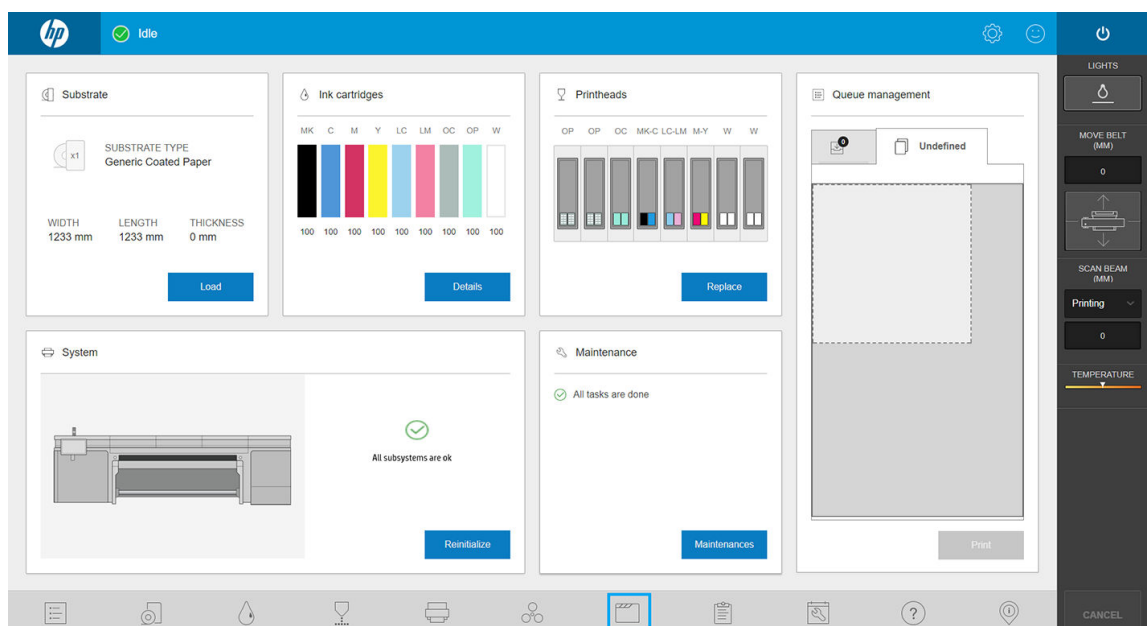 hp
Idle
Substrate
x1
SUBSTRATE TYPE
Generic Coated Paper
WIDTH LENGTH THICKNESS
1233 mm 1233 mm 0 mm
Load
Ink cartridges
MK C M Y LC LM OC OP W
100 100 100 100 100 100 100 100 100
Details
Printheads
OP OP OC MK-C LC-LM M-Y W W
Replace
Queue management
0
Undefined
Print
System
All subsystems are ok
Reinitialize
Maintenance
All tasks are done
Maintenances
LIGHTS
MOVE BELT
(MM)
0
SCAN BEAM
(MM)
Printing
0
TEMPERATURE
CANCEL
?